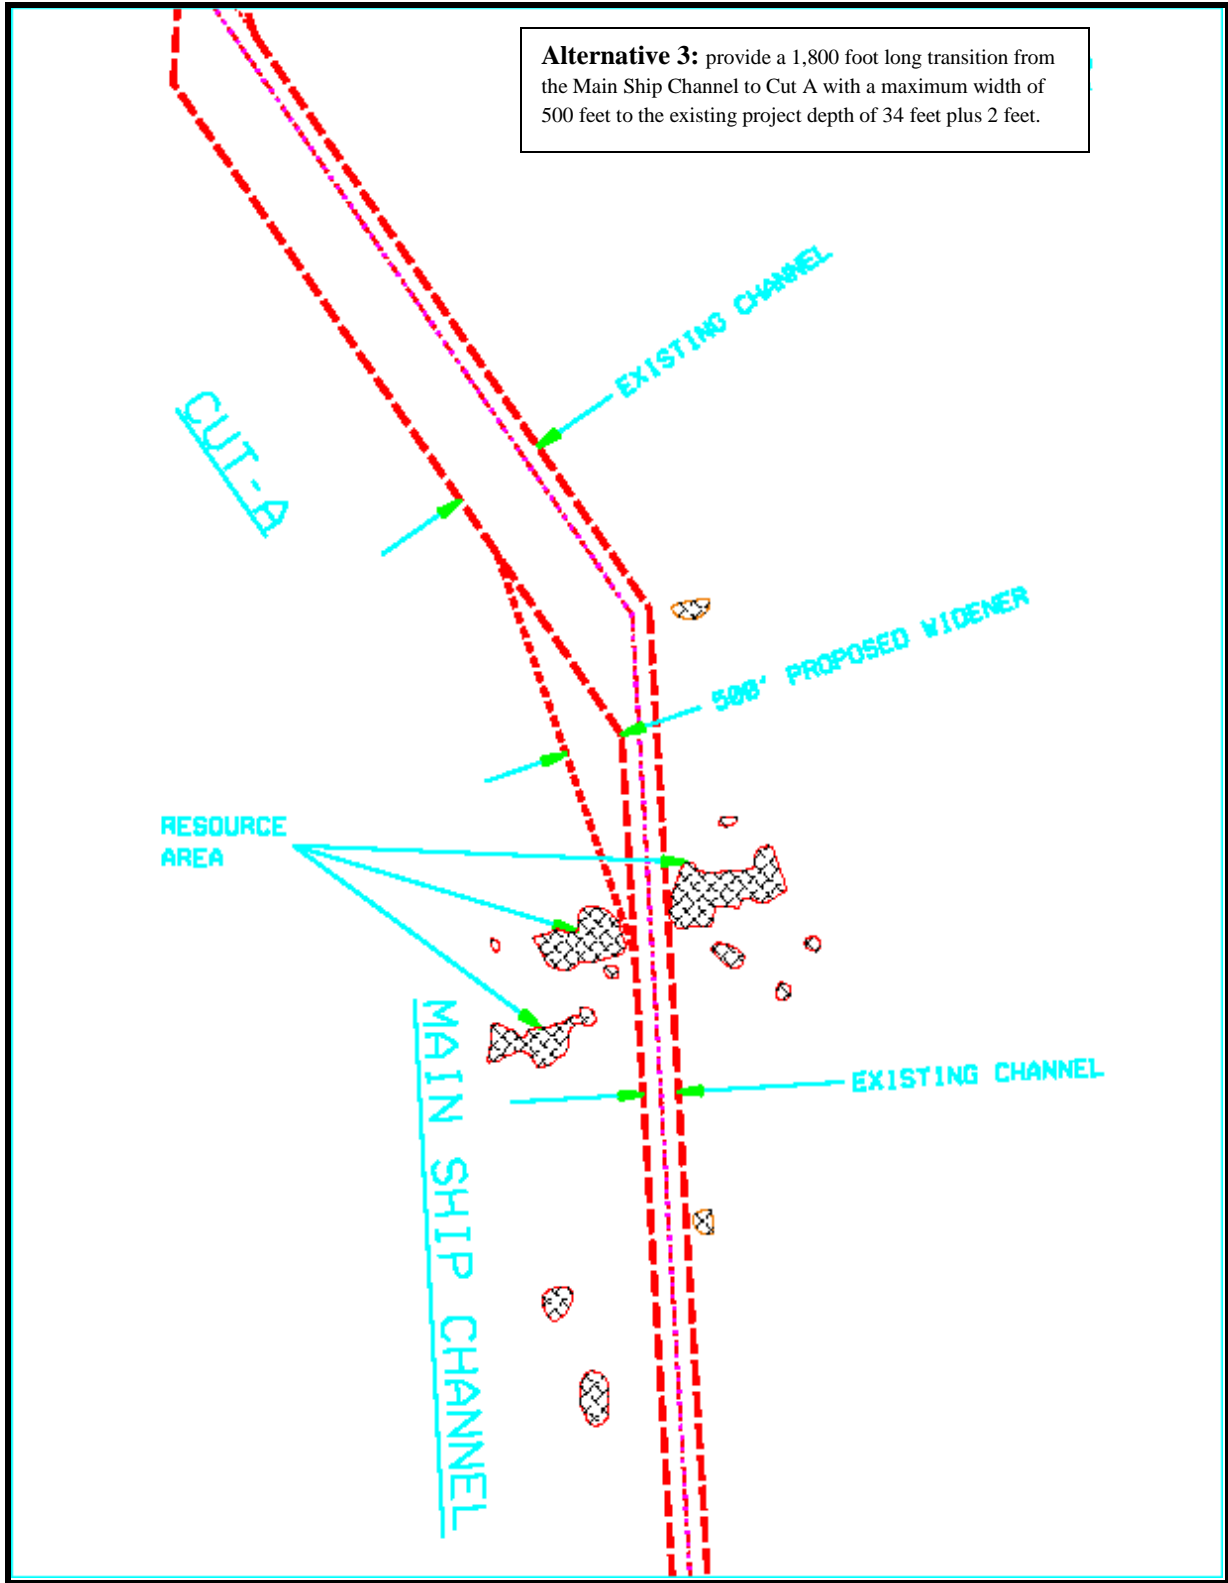 Alternative 3: provide a 1,800 foot long transition from
the Main Ship Channel to Cut A with a maximum width of
500 feet to the existing project depth of 34 feet plus 2 feet.
EXISTING CHANNEL
CUT-A
500' PROPOSED WIDENER
RESOURCE
AREA
MAIN SHIP CHANNEL
EXISTING CHANNEL